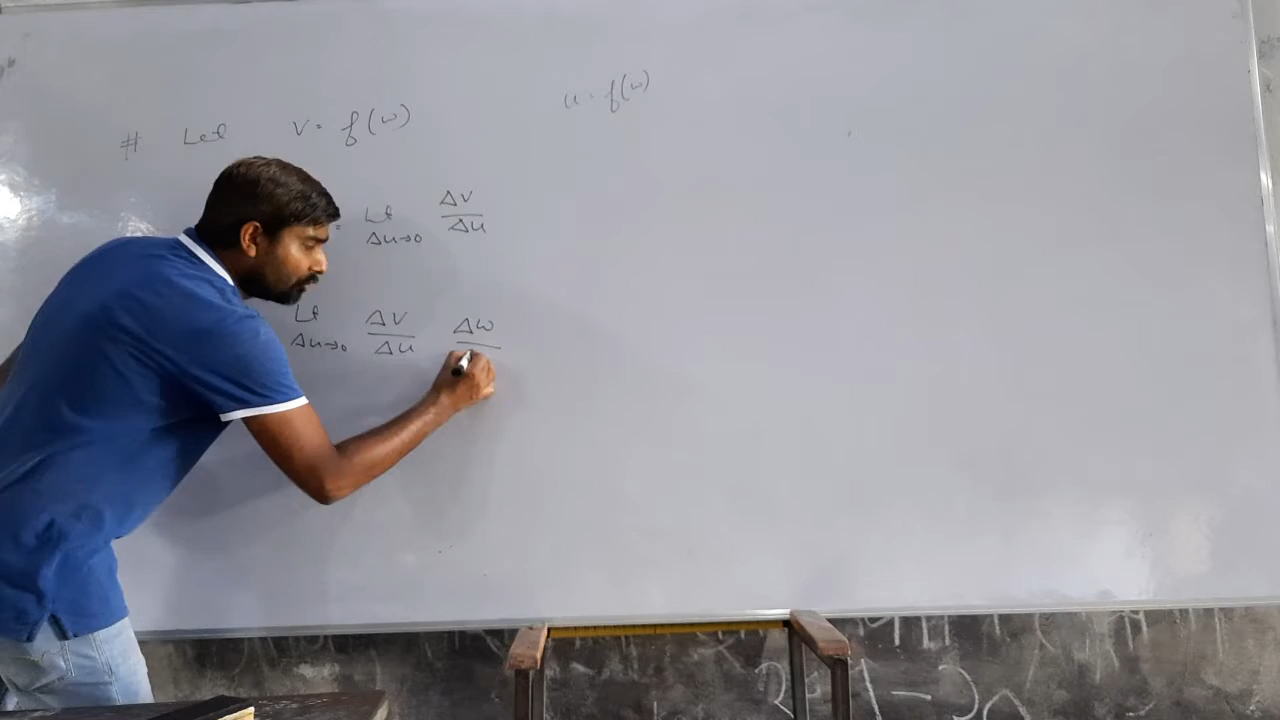 # Let v = f(w) u = f(w)
= Lt Δu→0 Δv/Δu
Lt Δu→0 Δv/Δu Δw/